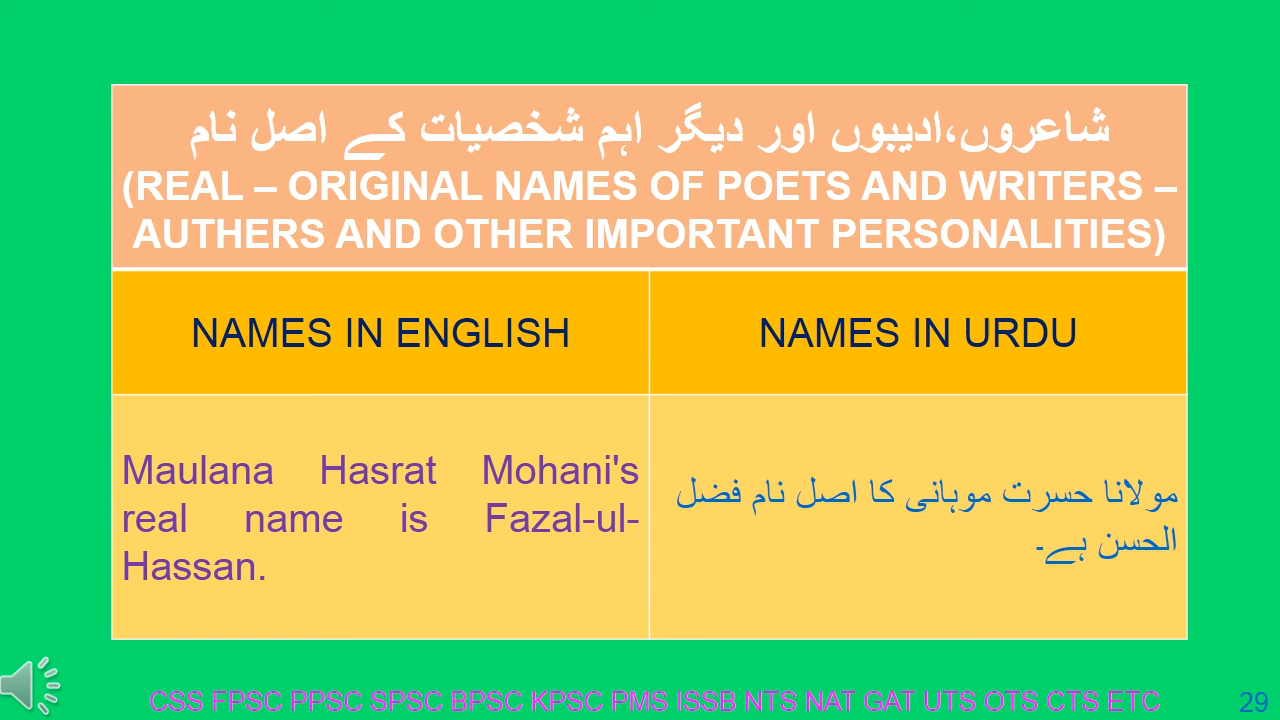 شاعروں،ادیبوں اور دیگر اہم شخصیات کے اصل نام
(REAL – ORIGINAL NAMES OF POETS AND WRITERS –
AUTHERS AND OTHER IMPORTANT PERSONALITIES)
NAMES IN ENGLISH
NAMES IN URDU
Maulana Hasrat Mohani's
real name is Fazal-ul-
Hassan.
مولانا حسرت موہانی کا اصل نام فضل
الحسن ہے۔
CSS FPSC PPSC SPSC BPSC KPSC PMS ISSB NTS NAT GAT UTS OTS CTS ETC
29